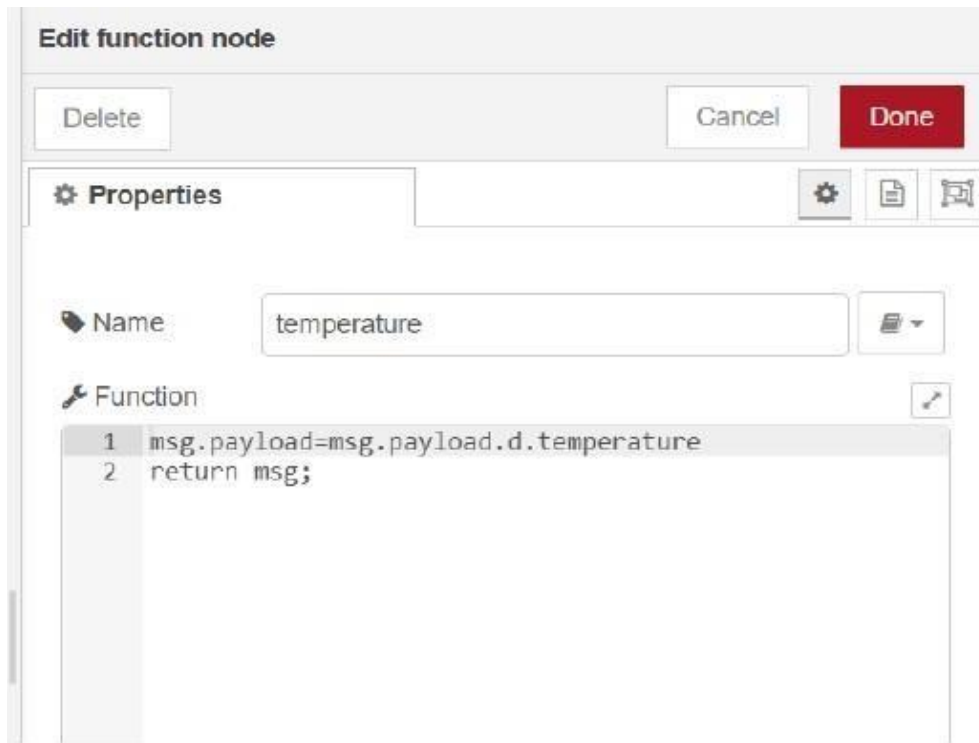 Edit function node
Delete Cancel Done
Properties
Name temperature
Function
1 msg.payload=msg.payload.d.temperature
2 return msg;